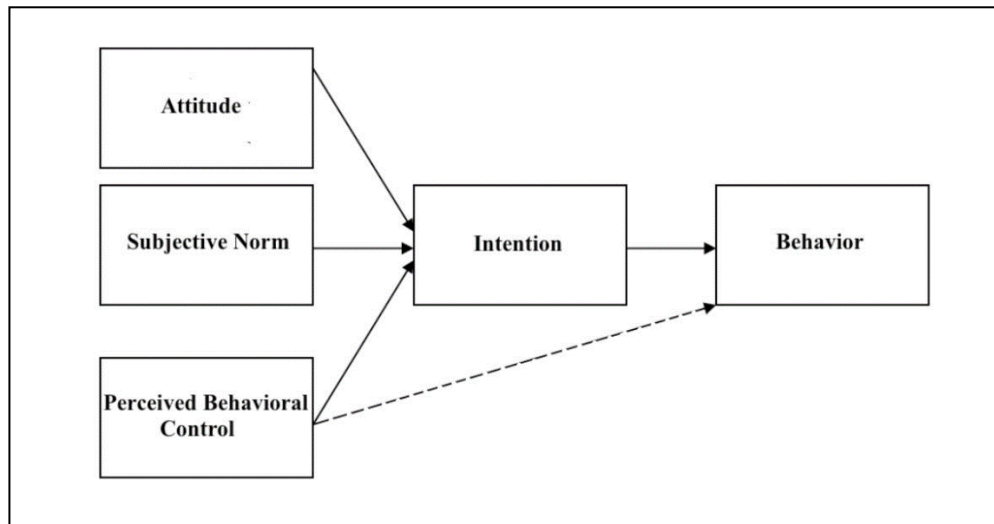 Attitude
Subjective Norm
Intention
Behavior
Perceived Behavioral
Control